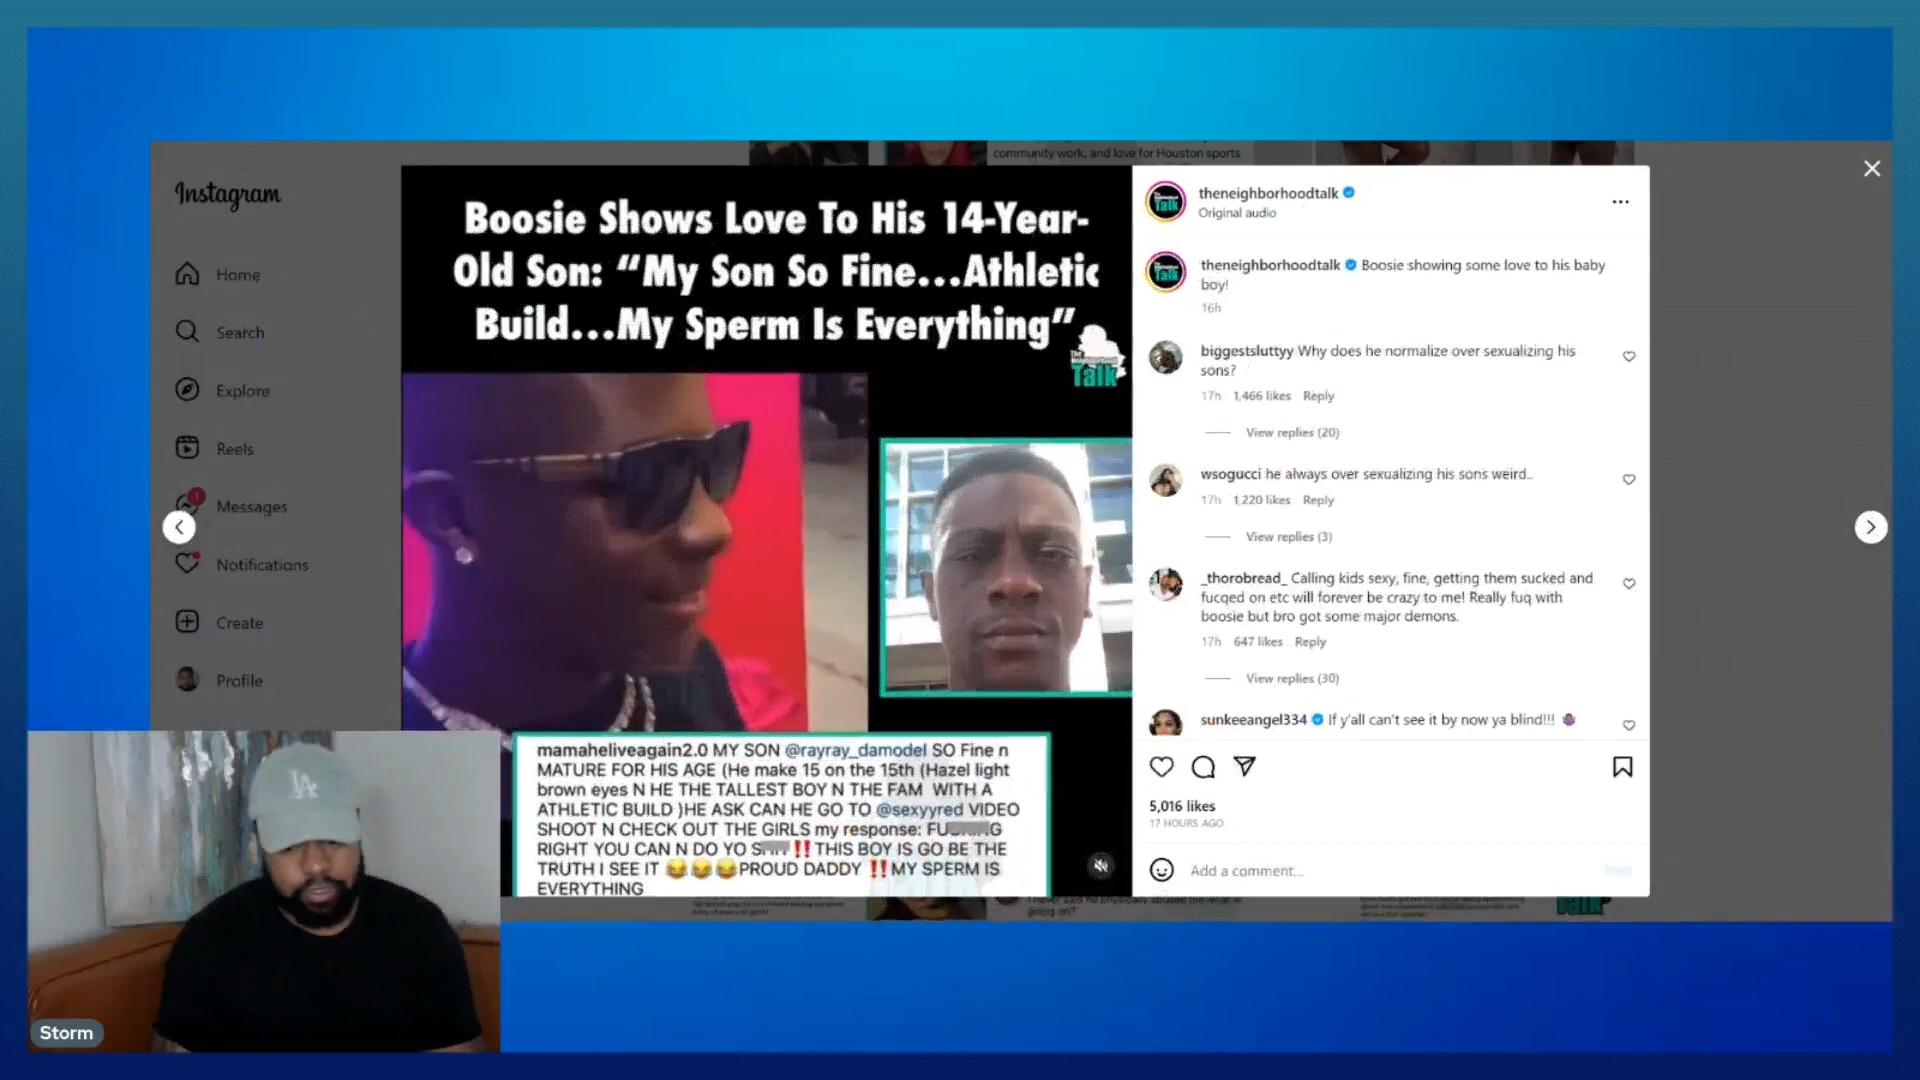 community work, and love for Houston sports
Instagram
Home
Search
Explore
Reels
1
Messages
Notifications
Create
Profile
Boosie Shows Love To His 14-Year-
Old Son: “My Son So Fine...Athletic
Build...My Sperm Is Everything”
The
Talk
mamaheliveagain2.0 MY SON @rayray_damodel SO Fine n
MATURE FOR HIS AGE (He make 15 on the 15th (Hazel light
brown eyes N HE THE TALLEST BOY N THE FAM WITH A
ATHLETIC BUILD )HE ASK CAN HE GO TO @sexyyred VIDEO
SHOOT N CHECK OUT THE GIRLS my response: FU G
RIGHT YOU CAN N DO YO S ‼️ THIS BOY IS GO BE THE
TRUTH I SEE IT 😂😂😂PROUD DADDY ‼️MY SPERM IS
EVERYTHING
Talk
theneighborhoodtalk
Original audio
Talk
theneighborhoodtalk Boosie showing some love to his baby
boy!
16h
biggestsluttyy Why does he normalize over sexualizing his
sons?
17h 1,466 likes Reply
View replies (20)
wsogucci he always over sexualizing his sons weird..
17h 1,220 likes Reply
View replies (3)
_thorobread_ Calling kids sexy, fine, getting them sucked and
fucqed on etc will forever be crazy to me! Really fuq with
boosie but bro got some major demons.
17h 647 likes Reply
View replies (30)
sunkeeangel334 If y'all can't see it by now ya blind!!!
5,016 likes
17 HOURS AGO
Add a comment...
Post
LA
Storm